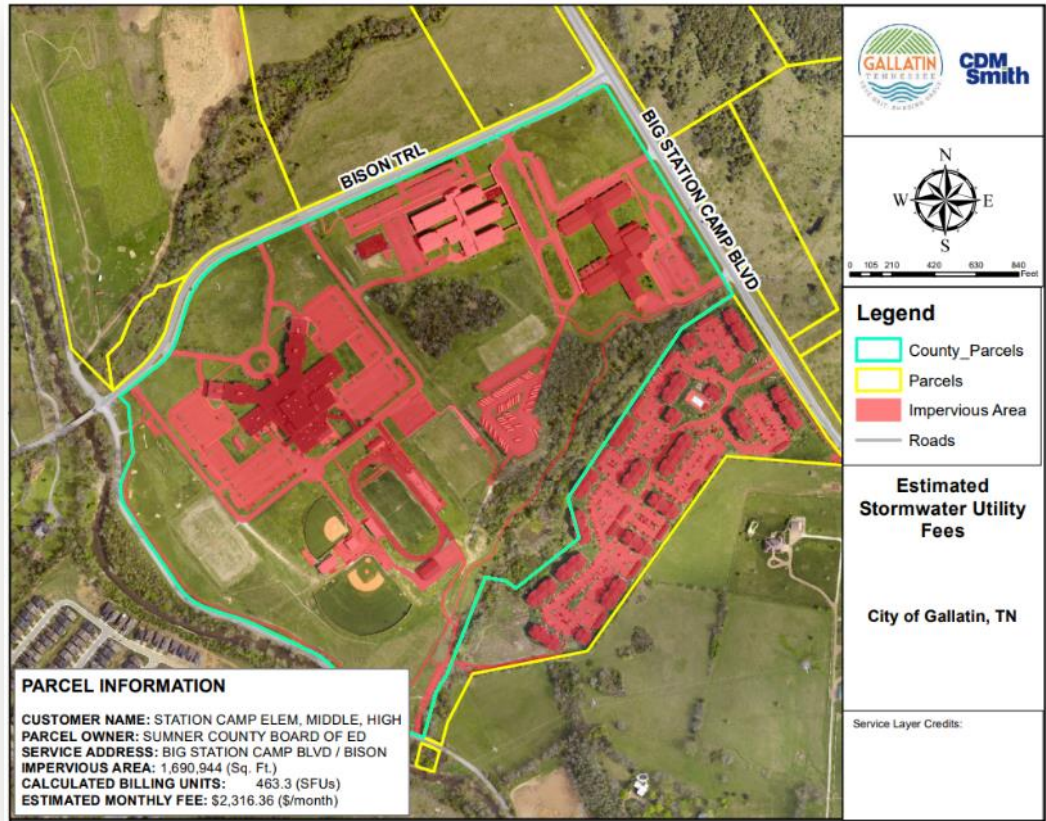 BISON TRL
BIG STATION CAMP BLVD
PARCEL INFORMATION
CUSTOMER NAME: STATION CAMP ELEM, MIDDLE, HIGH
PARCEL OWNER: SUMNER COUNTY BOARD OF ED
SERVICE ADDRESS: BIG STATION CAMP BLVD / BISON
IMPERVIOUS AREA: 1,690,944 (Sq. Ft.)
CALCULATED BILLING UNITS: 463.3 (SFUs)
ESTIMATED MONTHLY FEE: $2,316.36 ($/month)
GALLATIN
TENNESSEE
CDM
Smith
N
W E
S
0 105 210 420 630 840
Feet
Legend
County_Parcels
Parcels
Impervious Area
Roads
Estimated
Stormwater Utility
Fees
City of Gallatin, TN
Service Layer Credits: